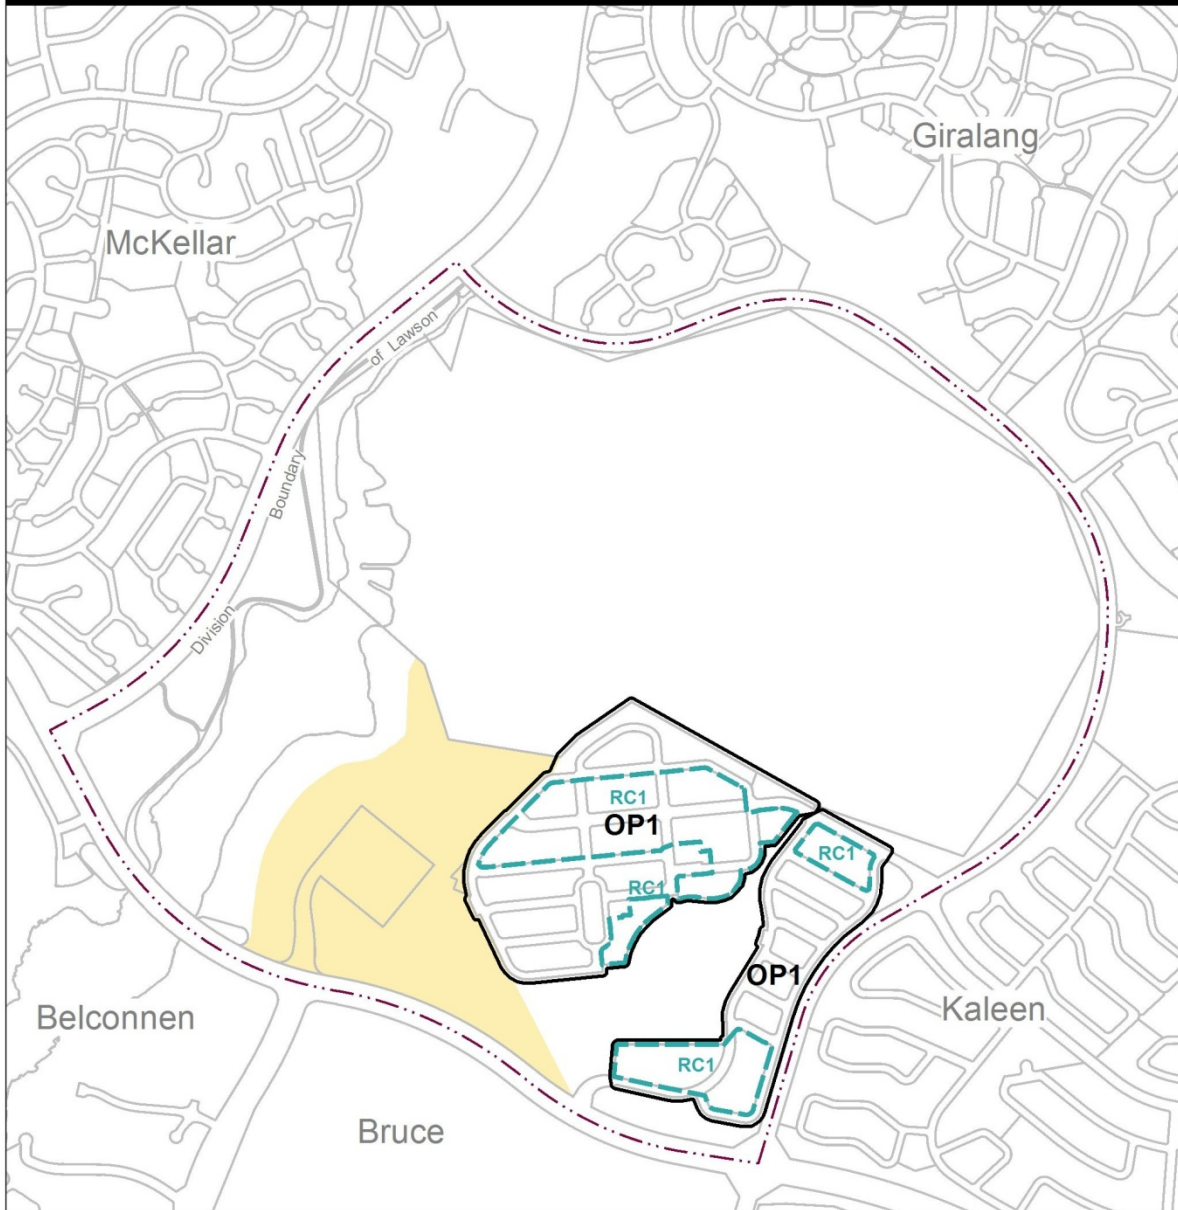 Giralang
McKellar
of Lawson
Boundary
Division
RC1
OP1
RC1
RC1
OP1
Kaleen
Belconnen
RC1
Bruce